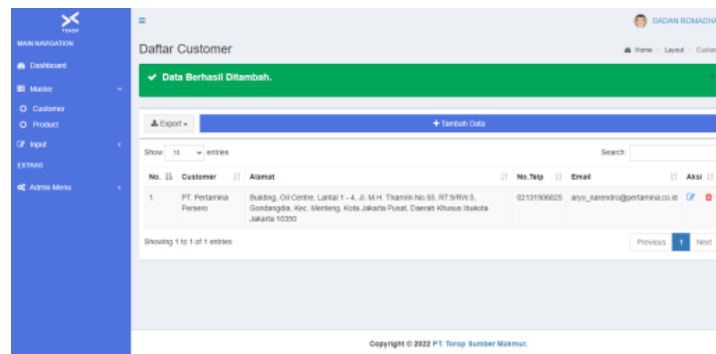 TOROP
DADAN ROMADHA
MAIN NAVIGATION
Dashboard
Master
Customer
Product
Input
EXTRAS
Admin Menu
Daftar Customer
Home - Layout - Custom
Data Berhasil Ditambah.
Export
+ Tambah Data
Show 10 entries
Search:
No. Customer Alamat No.Telp Email Aksi
1. PT. Pertamina Persero
Building, Oil Centre, Lantai 1 - 4, Jl. M.H. Thamrin No.55, RT.9/RW.5,
Gondangdia, Kec. Menteng, Kota Jakarta Pusat, Daerah Khusus Ibukota
Jakarta 10350
02131906825 aryo_narendro@pertamina.co.id
Showing 1 to 1 of 1 entries
Previous 1 Next
Copyright © 2022 PT. Torop Sumber Makmur.